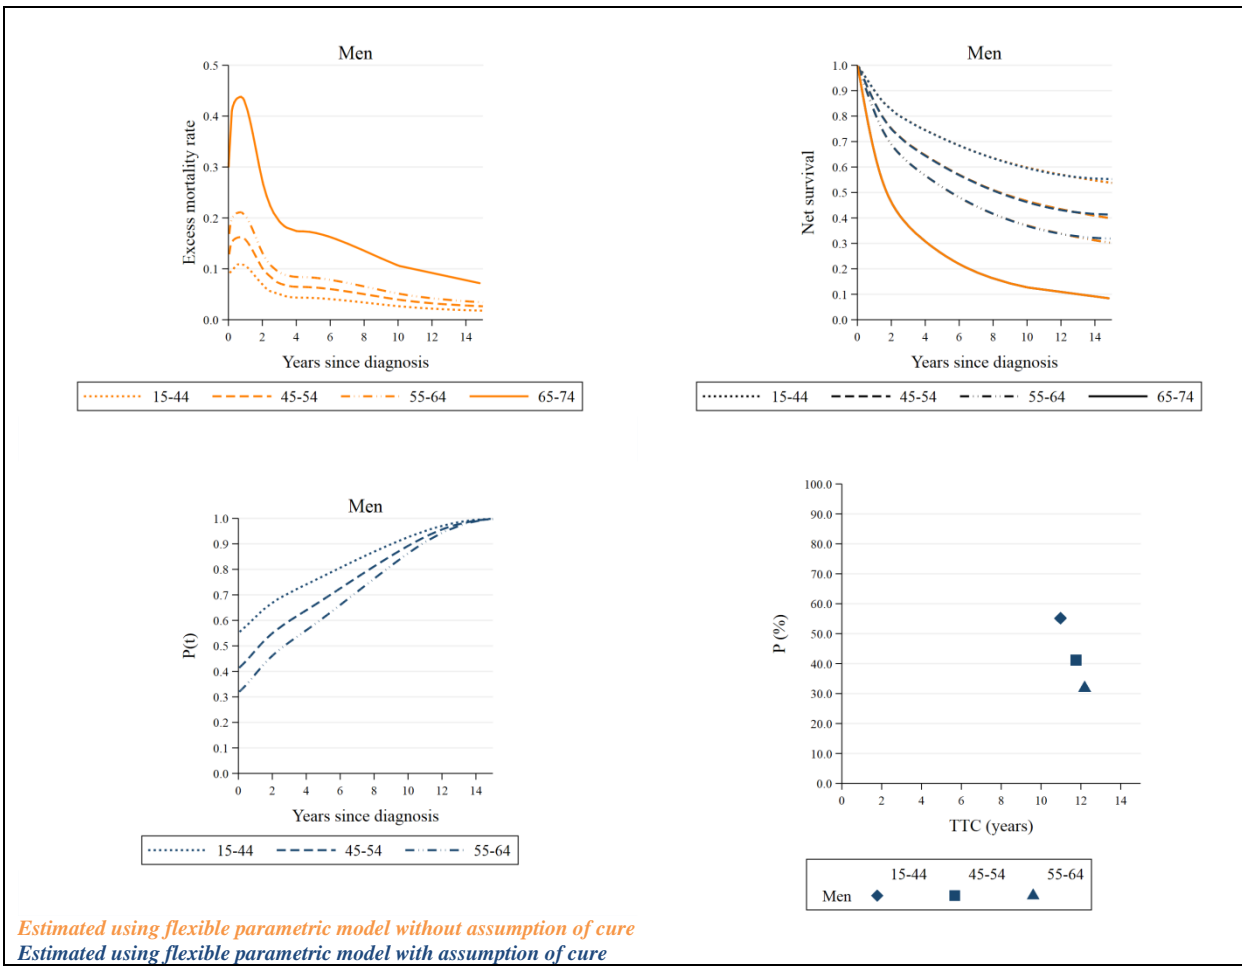 Men
Excess mortality rate
0.5
0.4
0.3
0.2
0.1
0.0
0 2 4 6 8 10 12 14
Years since diagnosis
15-44 45-54 55-64 65-74
Men
Net survival
1.0
0.9
0.8
0.7
0.6
0.5
0.4
0.3
0.2
0.1
0.0
0 2 4 6 8 10 12 14
Years since diagnosis
15-44 45-54 55-64 65-74
Men
P(t)
1.0
0.9
0.8
0.7
0.6
0.5
0.4
0.3
0.2
0.1
0.0
0 2 4 6 8 10 12 14
Years since diagnosis
15-44 45-54 55-64
P (%)
100.0
90.0
80.0
70.0
60.0
50.0
40.0
30.0
20.0
10.0
0.0
0 2 4 6 8 10 12 14
TTC (years)
15-44 45-54 55-64
Men
Estimated using flexible parametric model without assumption of cure
Estimated using flexible parametric model with assumption of cure